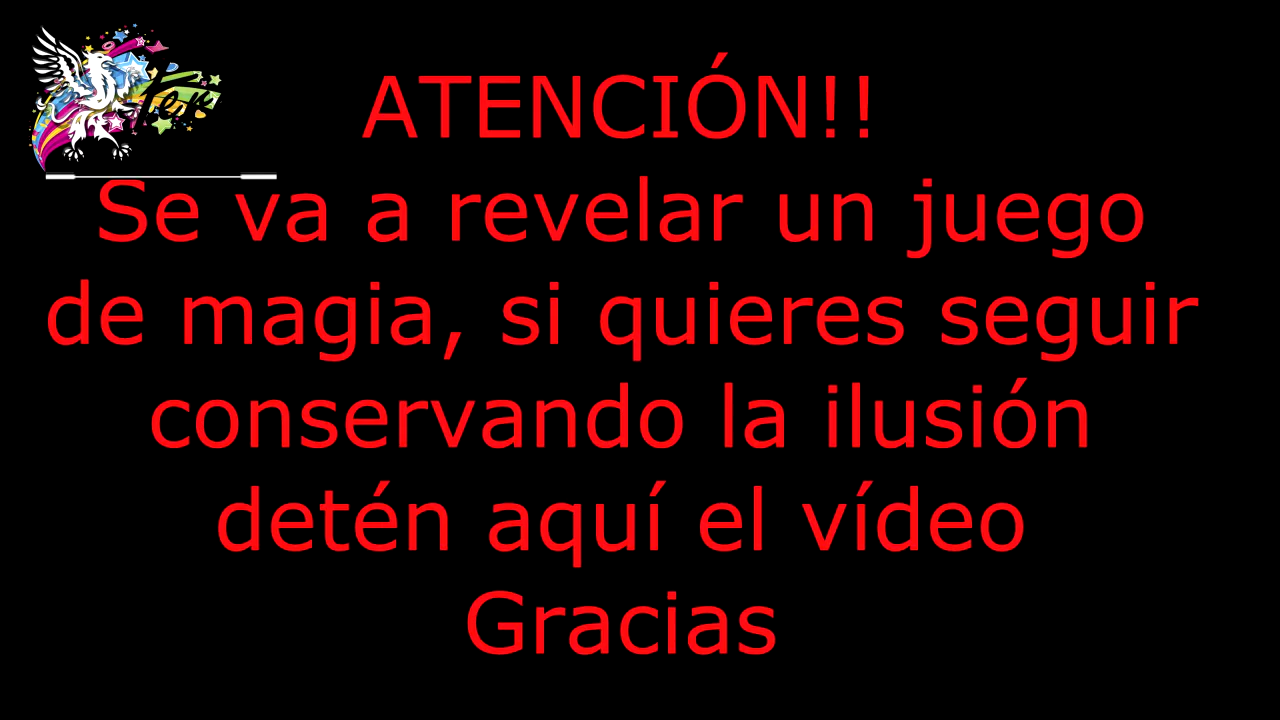 ATENCIÓN!!
Se va a revelar un juego
de magia, si quieres seguir
conservando la ilusión
detén aquí el vídeo
Gracias